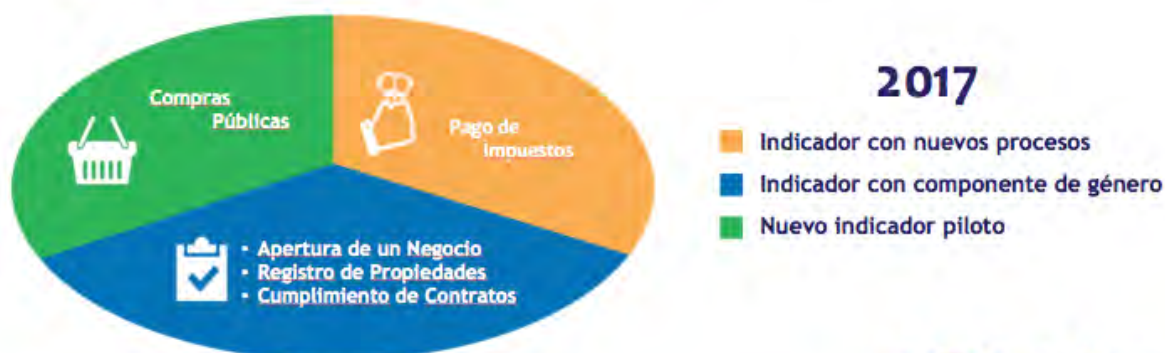 Compras
Públicas
Pago de
Impuestos
• Apertura de un Negocio
• Registro de Propiedades
• Cumplimiento de Contratos
2017
Indicador con nuevos procesos
Indicador con componente de género
Nuevo indicador piloto